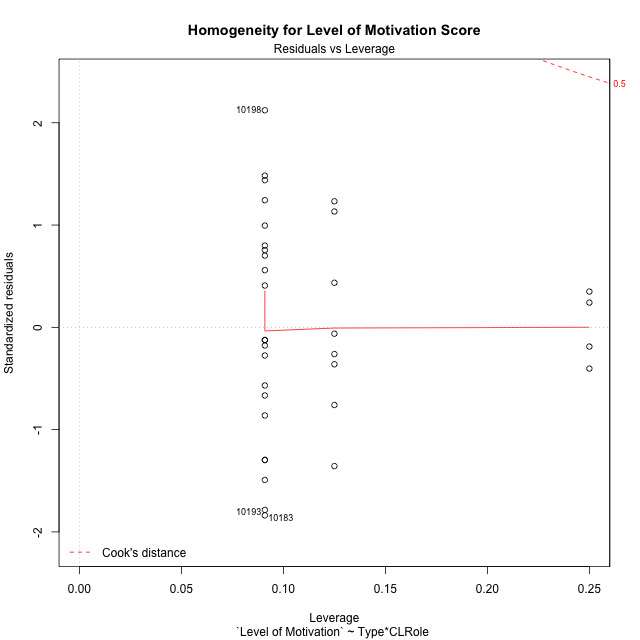 Homogeneity for Level of Motivation Score
Residuals vs Leverage
0.5
10198
2
1
0
-1
-2
Standardized residuals
10193
10183
Cook's distance
0.00 0.05 0.10 0.15 0.20 0.25
Leverage
`Level of Motivation` ~ Type*CLRole